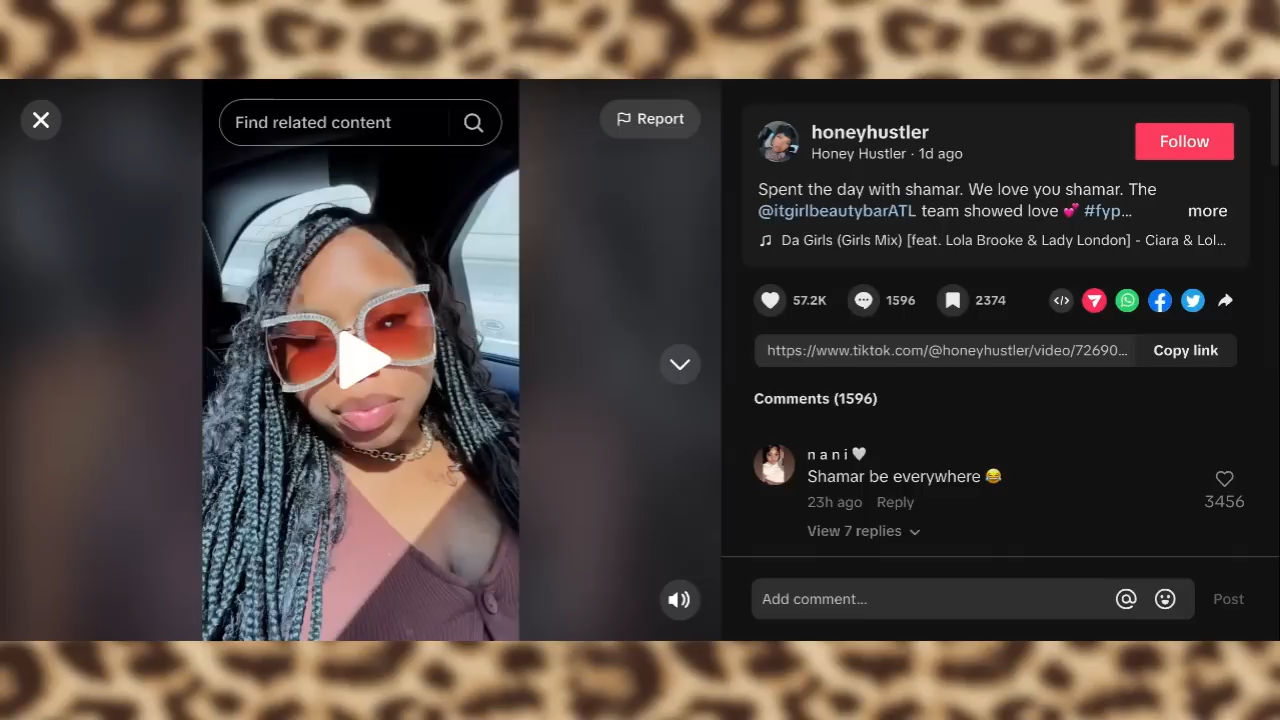 Find related content
Report
honeyhustler
Honey Hustler · 1d ago
Follow
Spent the day with shamar. We love you shamar. The
@itgirlbeautybarATL team showed love 💕 #fyp...
more
Da Girls (Girls Mix) [feat. Lola Brooke & Lady London] - Ciara & Lol...
57.2K
1596
2374
https://www.tiktok.com/@honeyhustler/video/72690...
Copy link
Comments (1596)
n a n i 🤍
Shamar be everywhere 😂
23h ago Reply
3456
View 7 replies
Add comment...
Post